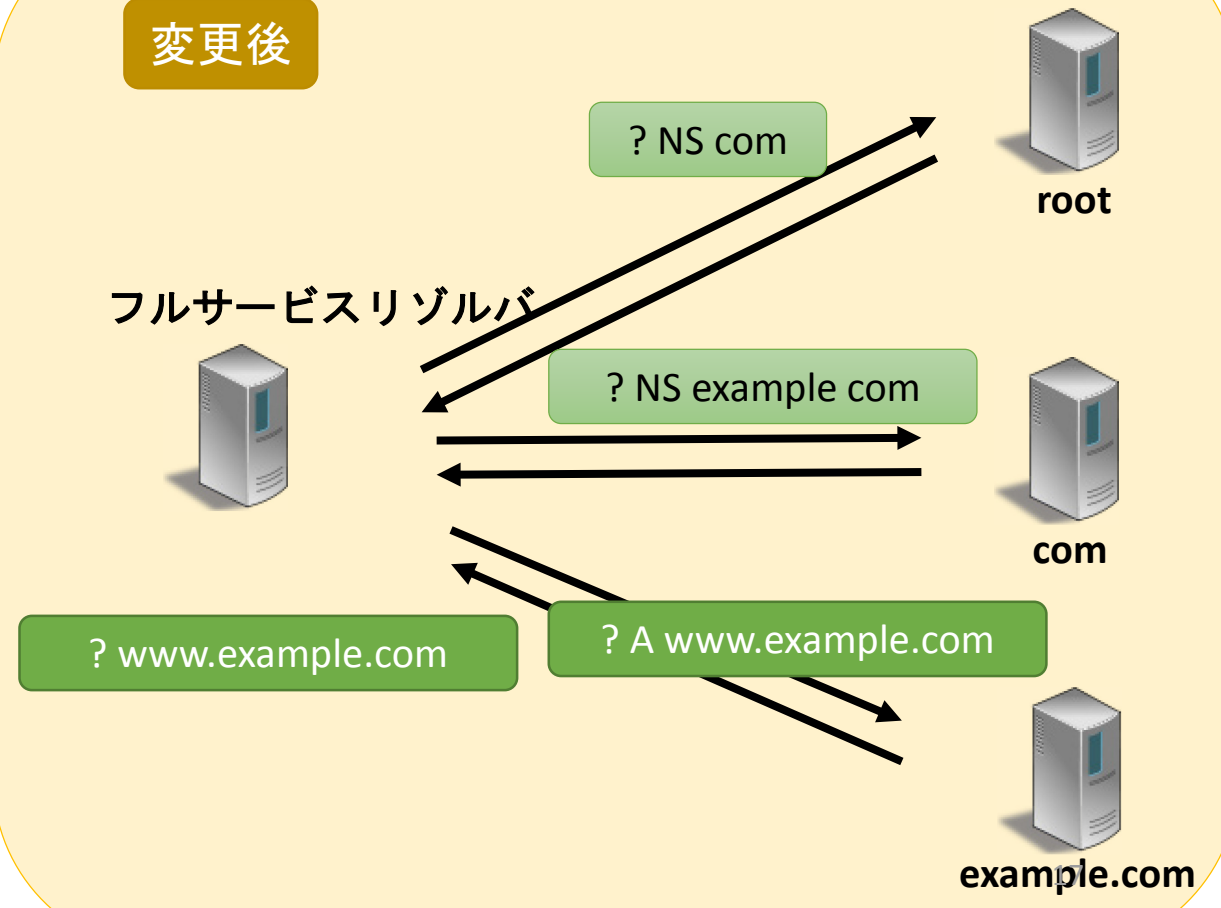 変更後
? NS com
root
フルサービスリゾルバ
? NS example com
com
? www.example.com
? A www.example.com
example.com
17